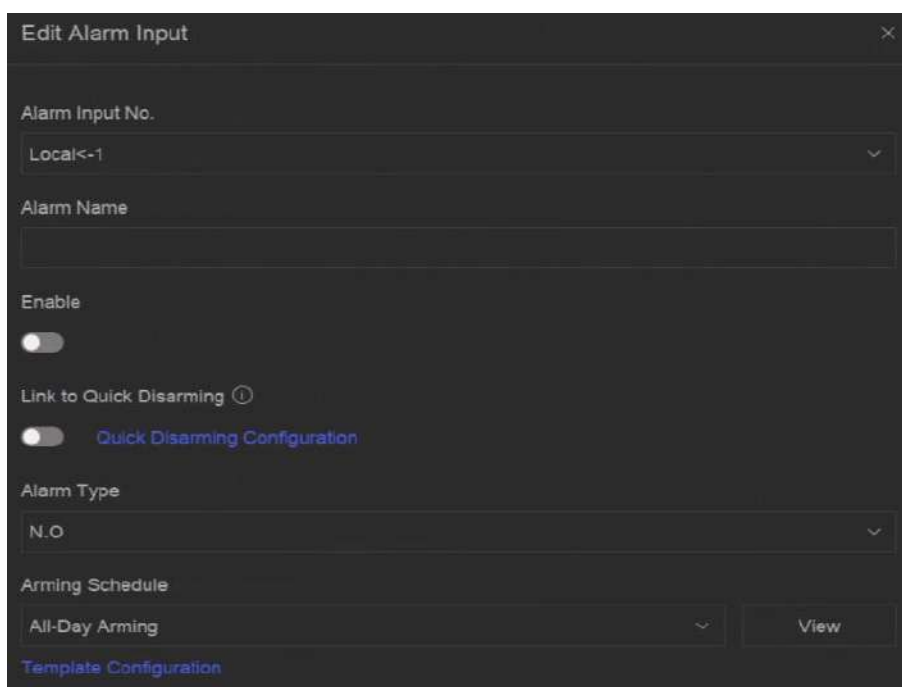 Edit Alarm Input
Alarm Input No.
Local<-1
Alarm Name
Enable
Link to Quick Disarming
Quick Disarming Configuration
Alarm Type
N.O
Arming Schedule
All-Day Arming
View
Template Configuration